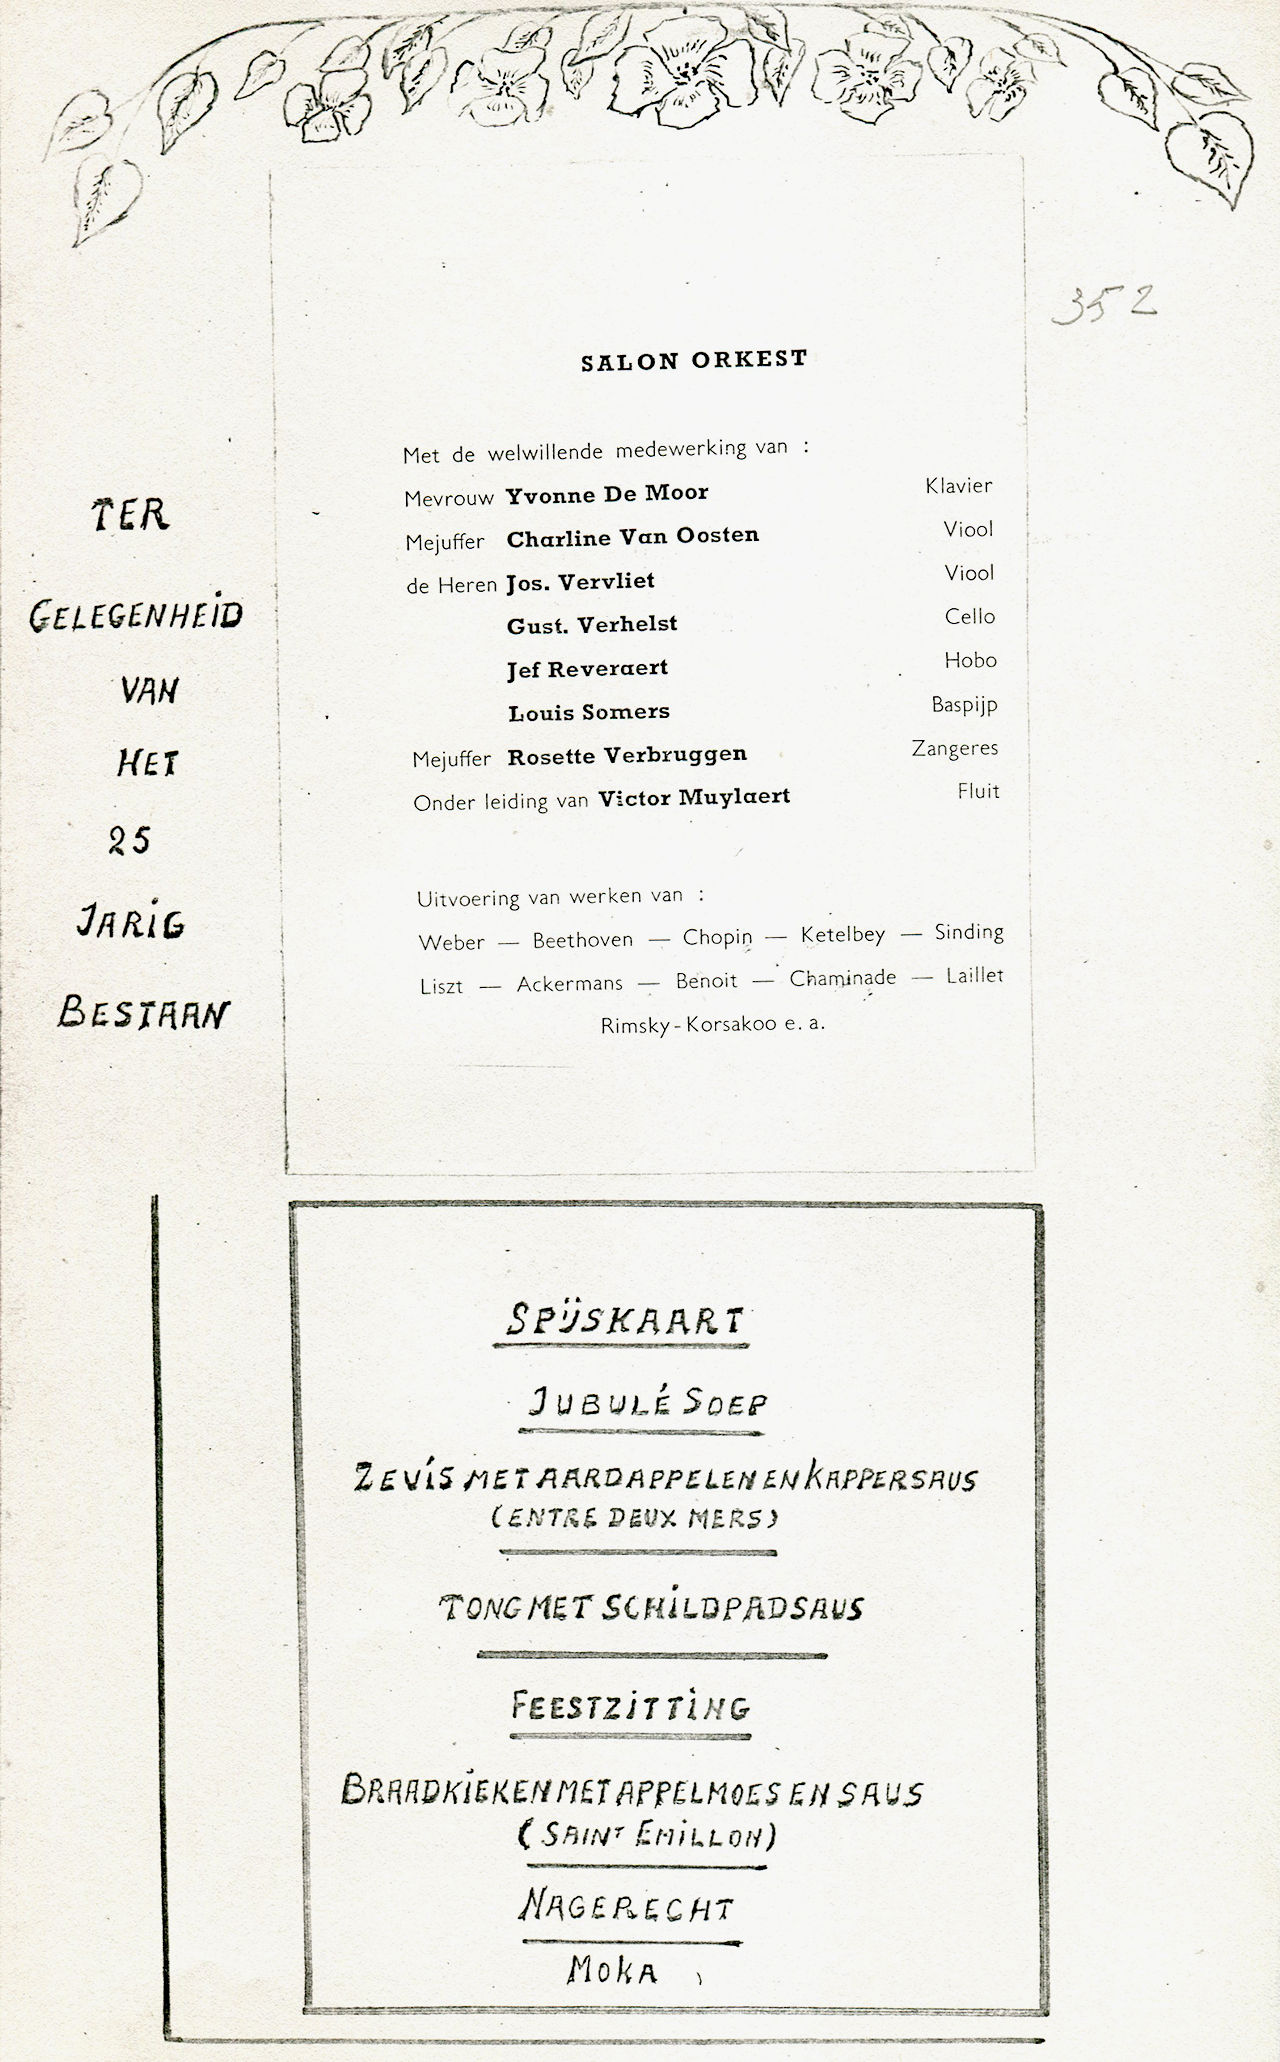 352
SALON ORKEST
Met de welwillende medewerking van :
Mevrouw Yvonne De Moor Klavier
Mejuffer Charline Van Oosten Viool
de Heren Jos. Vervliet Viool
Gust. Verhelst Cello
Jef Reveraert Hobo
Louis Somers Baspijp
Mejuffer Rosette Verbruggen Zangeres
Onder leiding van Victor Muylaert Fluit
Uitvoering van werken van :
Weber — Beethoven — Chopin — Ketelbey — Sinding
Liszt — Ackermans — Benoit — Chaminade — Laillet
Rimsky-Korsakoo e. a.
TER
GELEGENHEID
VAN
HET
25
JARIG
BESTAAN
SPIJSKAART
JUBULÉ SOEP
ZEVIS MET AARDAPPELEN EN KAPPERSAUS
(ENTRE DEUX MERS)
TONG MET SCHILDPADSAUS
FEESTZITTING
BRAADKIEKEN MET APPELMOES EN SAUS
(SAINT EMILLON)
NAGERECHT
MOKA